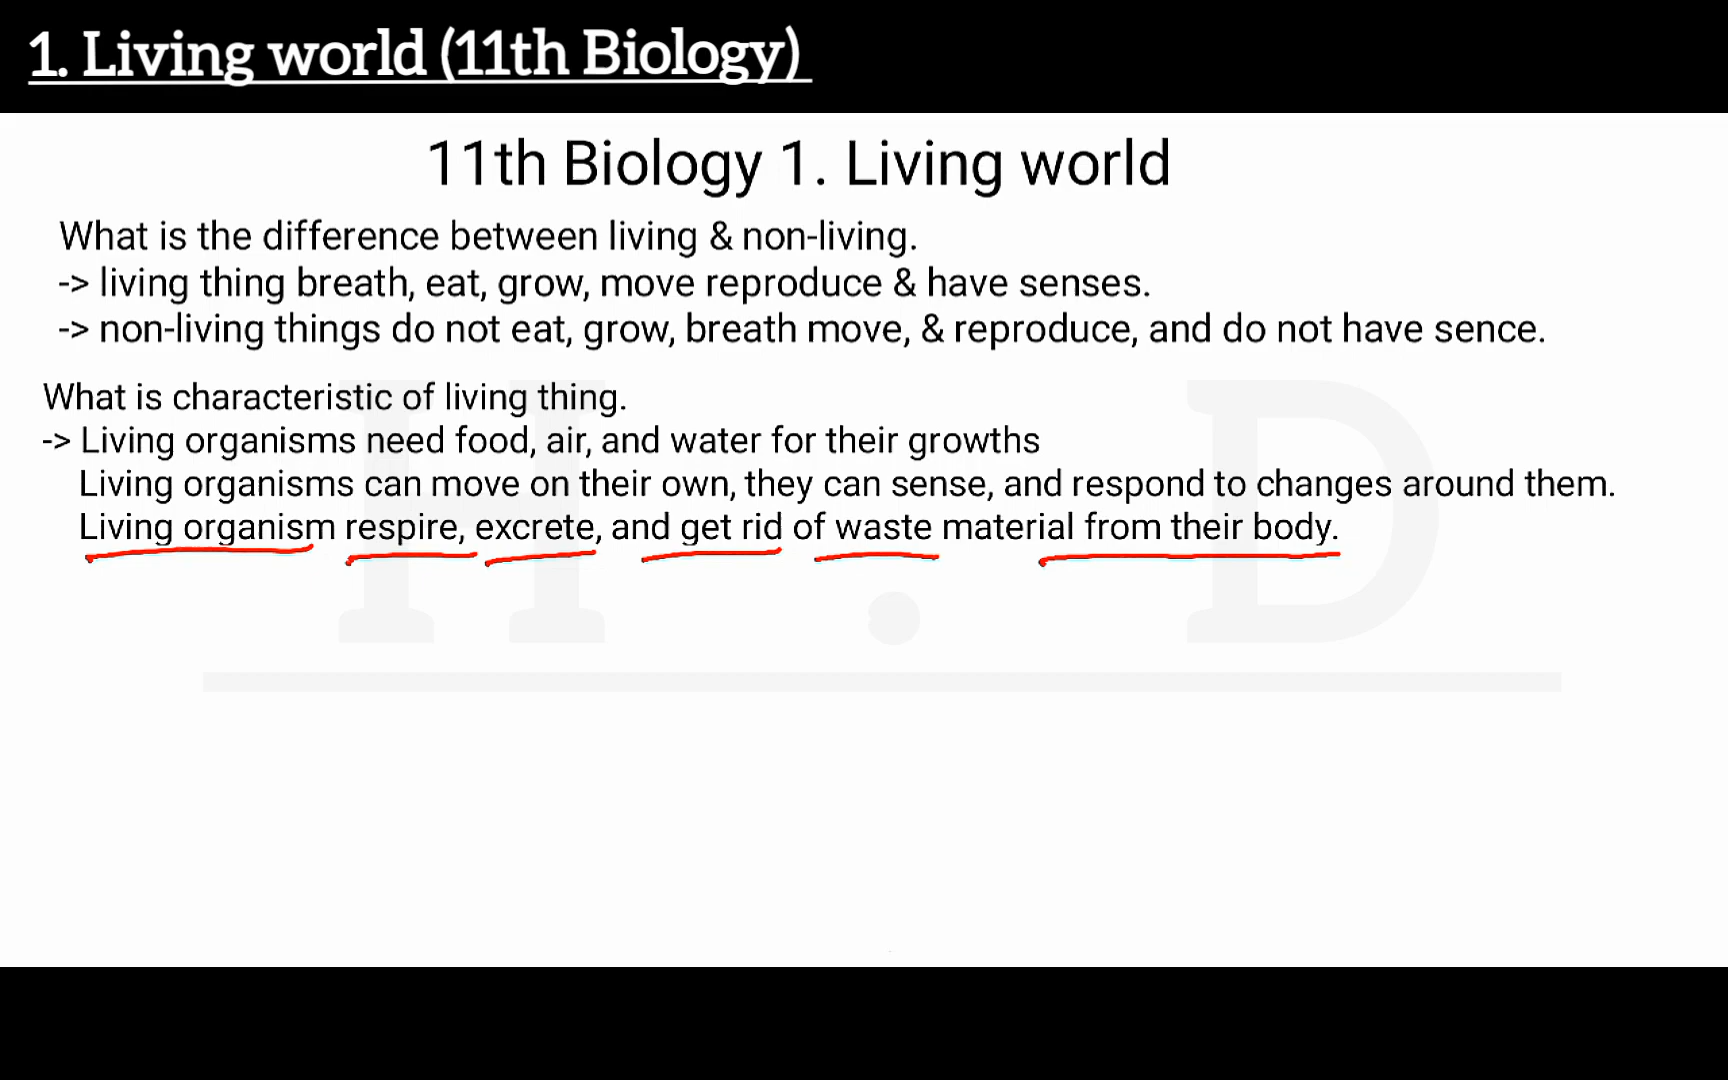 1. Living world (11th Biology)
11th Biology 1. Living world
What is the difference between living & non-living.
-> living thing breath, eat, grow, move reproduce & have senses.
-> non-living things do not eat, grow, breath move, & reproduce, and do not have sence.
What is characteristic of living thing.
-> Living organisms need food, air, and water for their growths
Living organisms can move on their own, they can sense, and respond to changes around them.
Living organism respire, excrete, and get rid of waste material from their body.
H . D